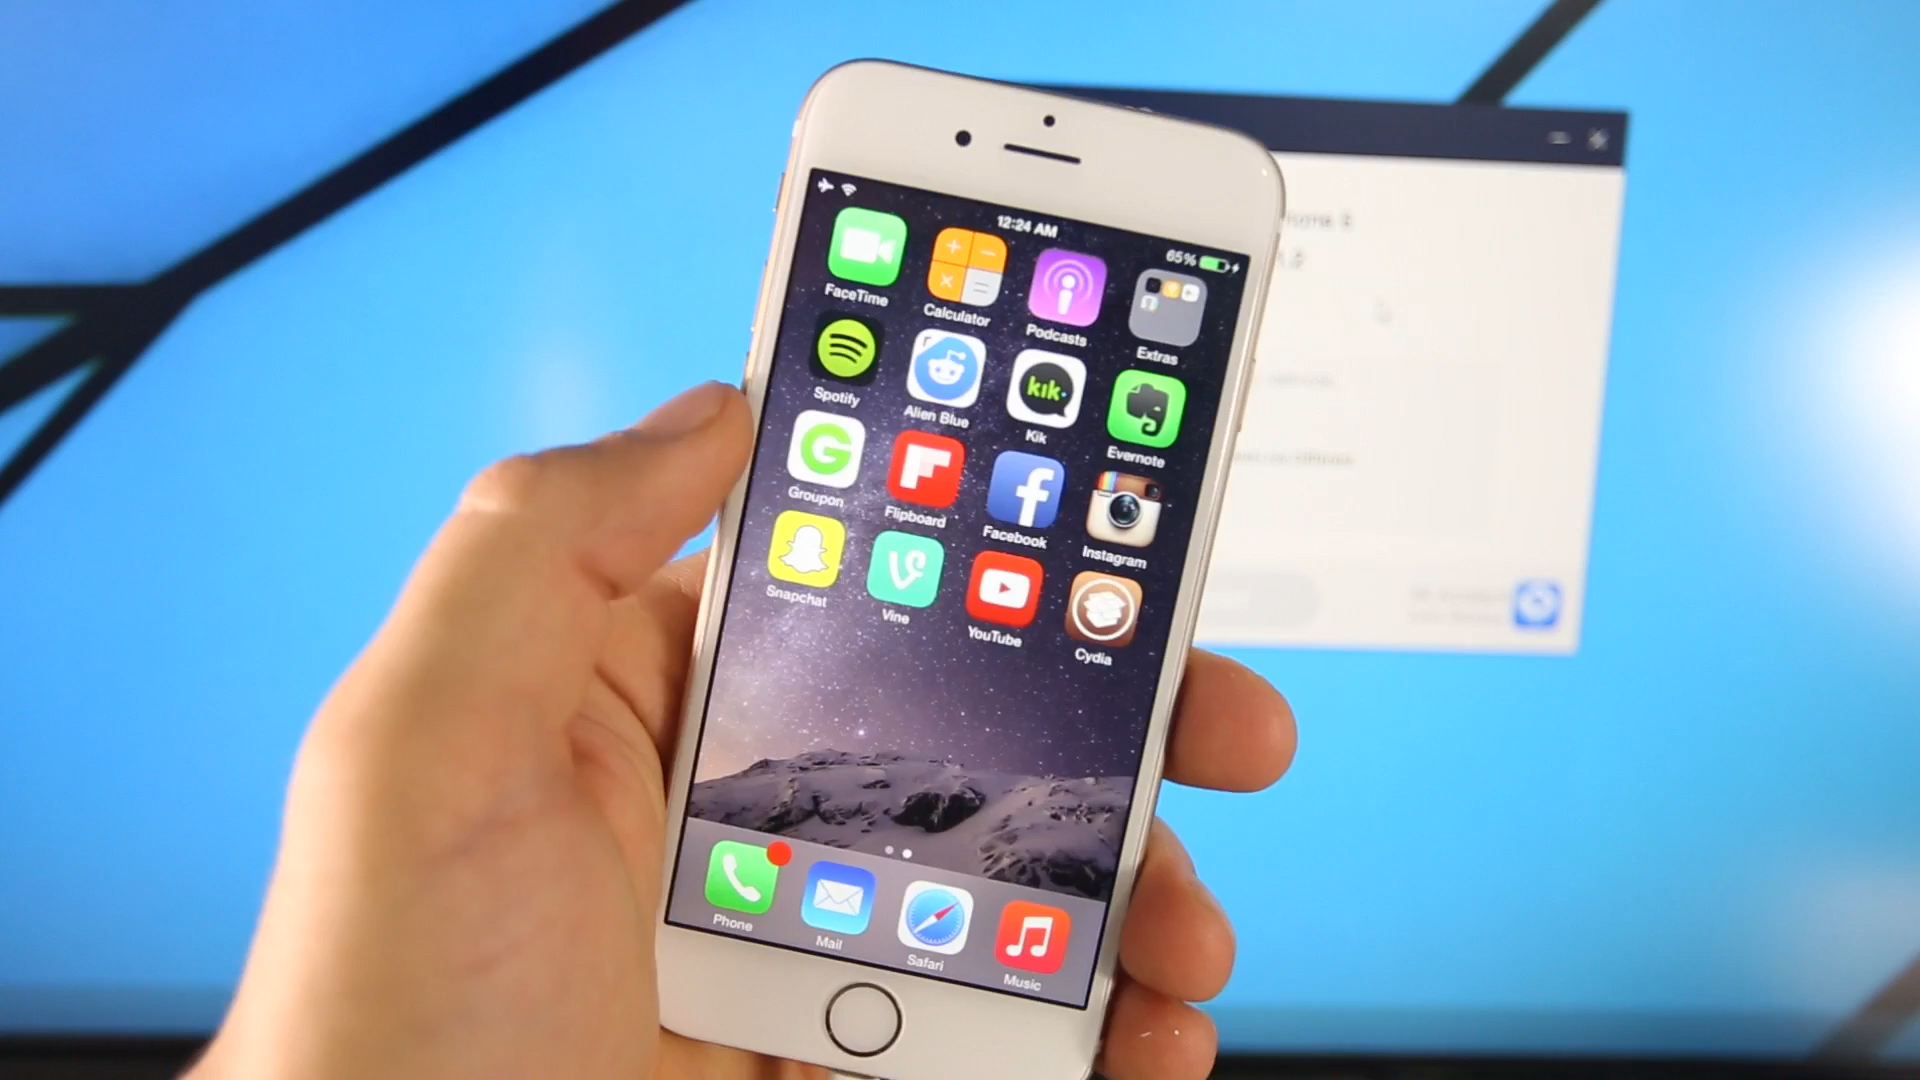 12:24 AM
65%
FaceTime
Calculator
Podcasts
Extras
Spotify
Alien Blue
kik.
Kik
Evernote
G
Groupon
Flipboard
f
Facebook
Instagram
Snapchat
Vine
YouTube
Cydia
Phone
Mail
Safari
Music